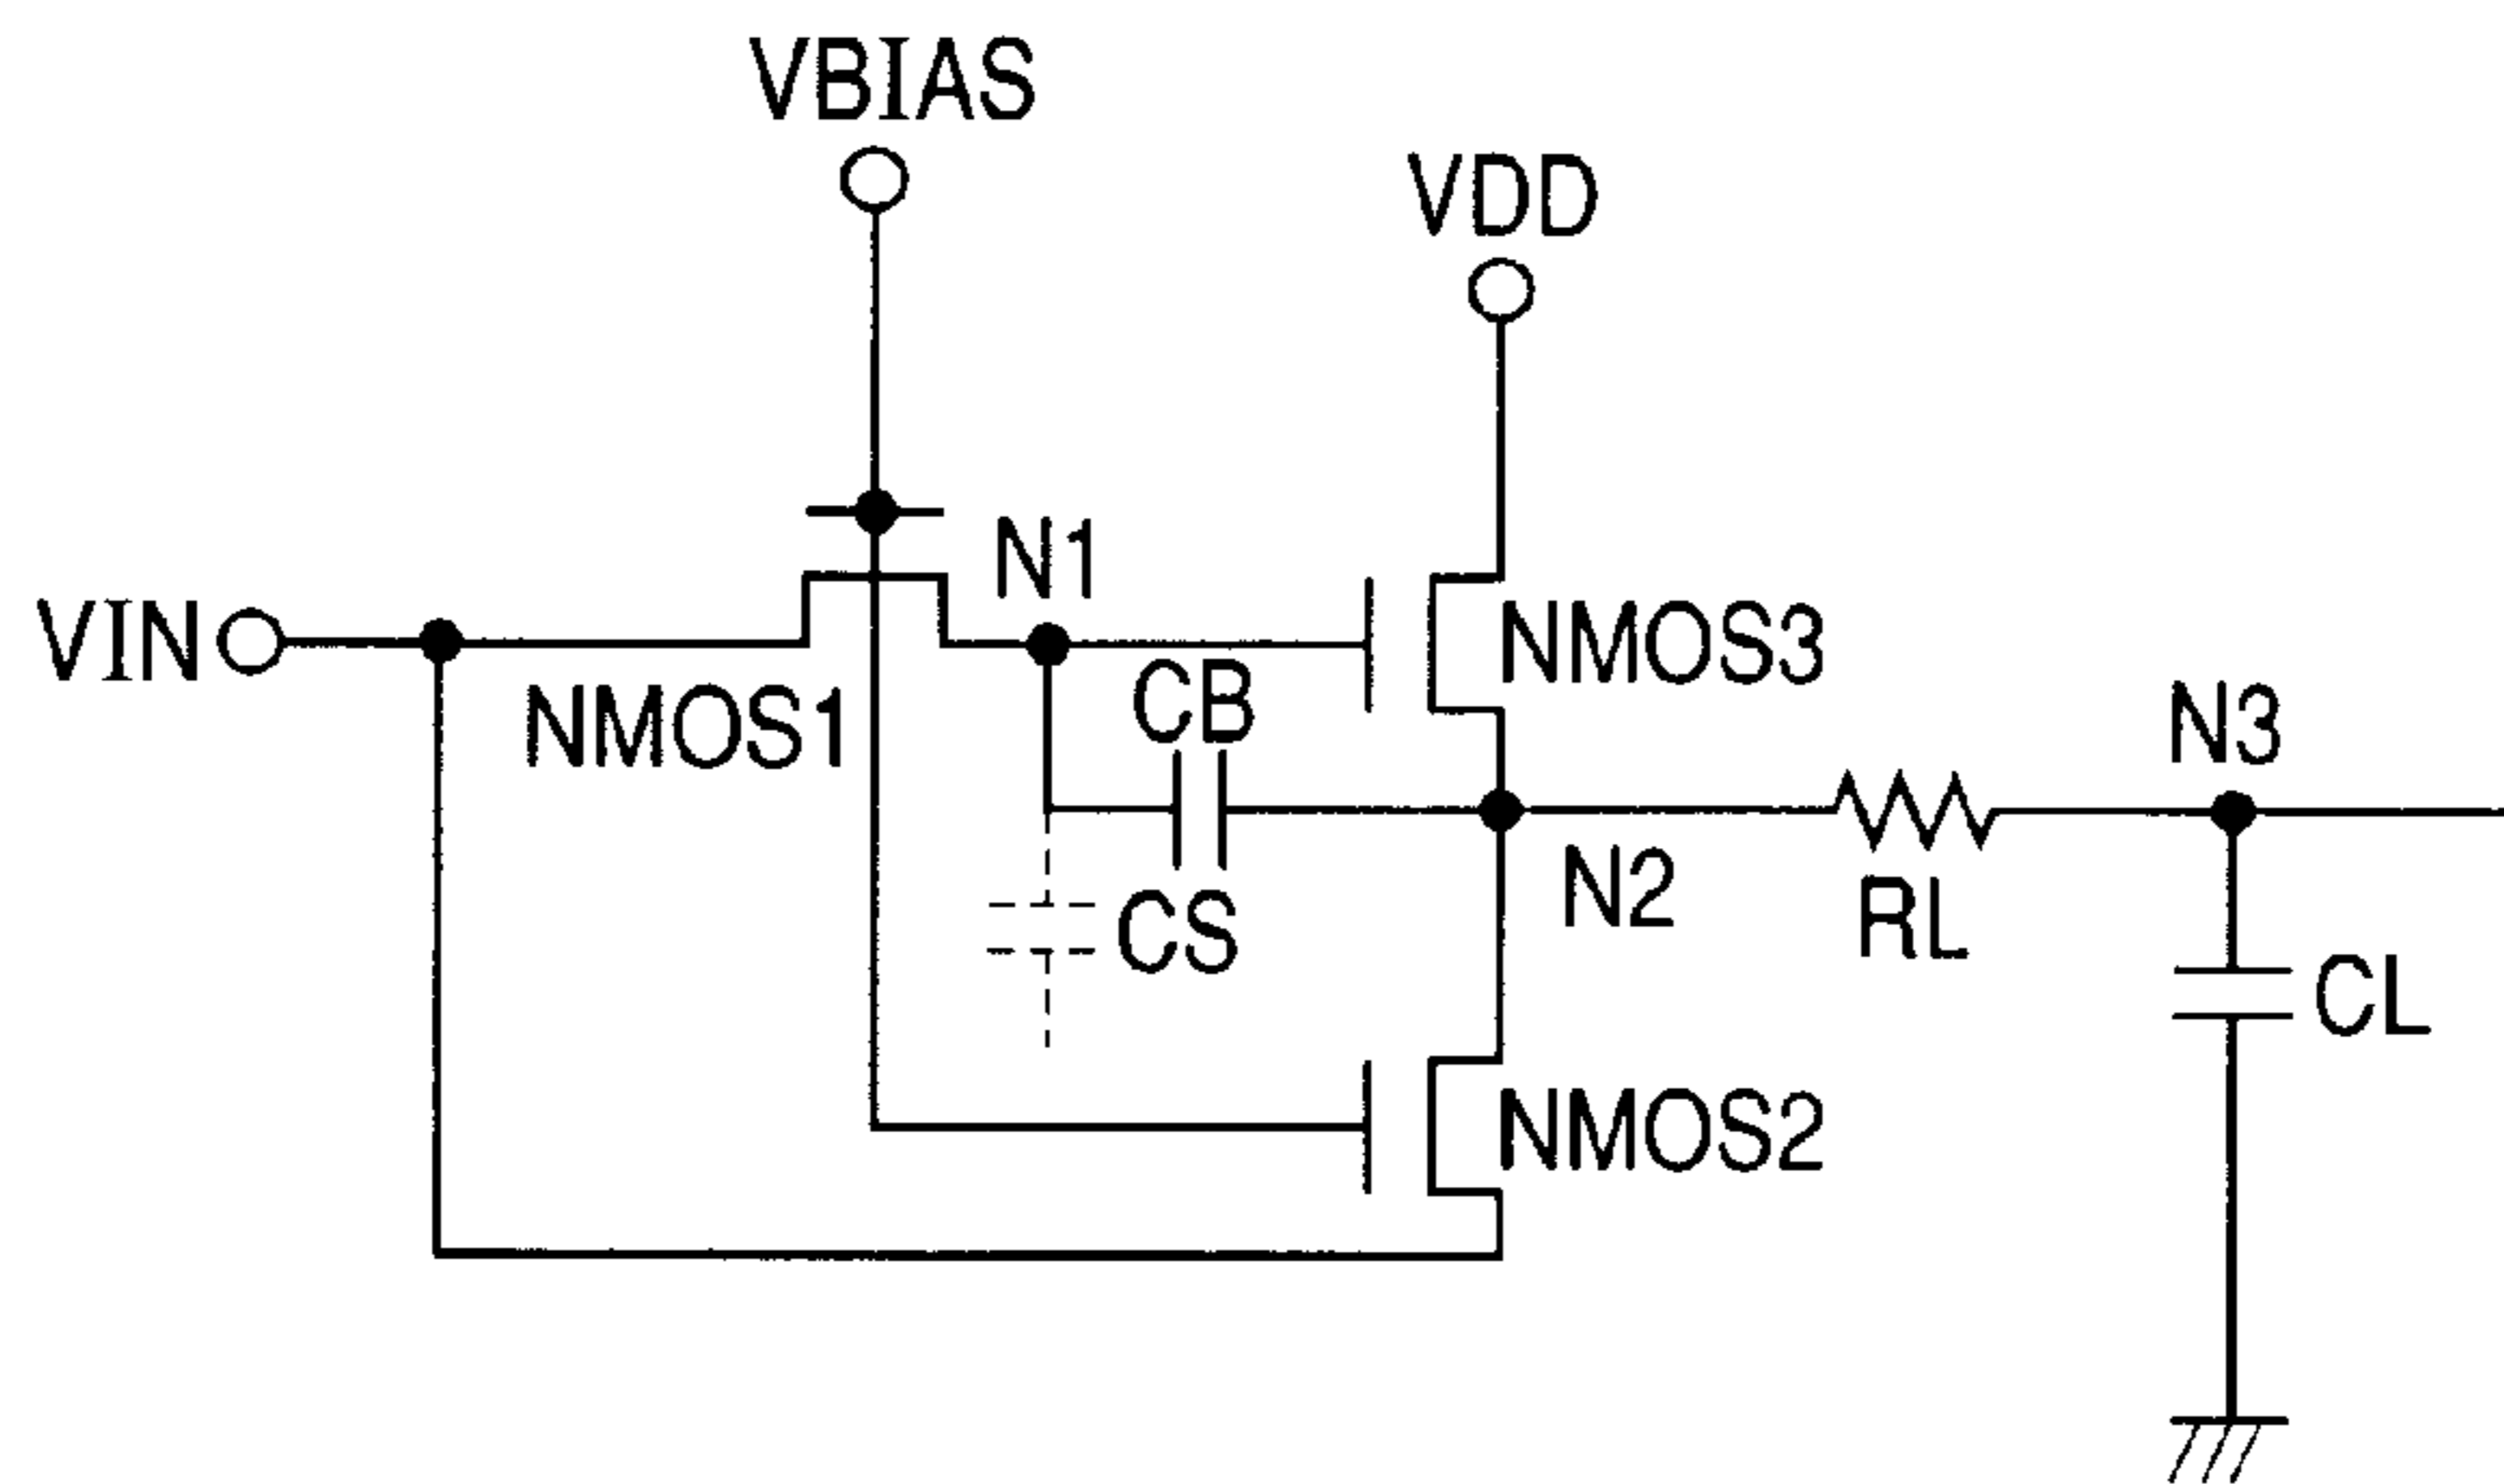 VBIAS
VDD
N1
VIN
NMOS3
NMOS1
CB
N3
N2
RL
CS
CL
NMOS2